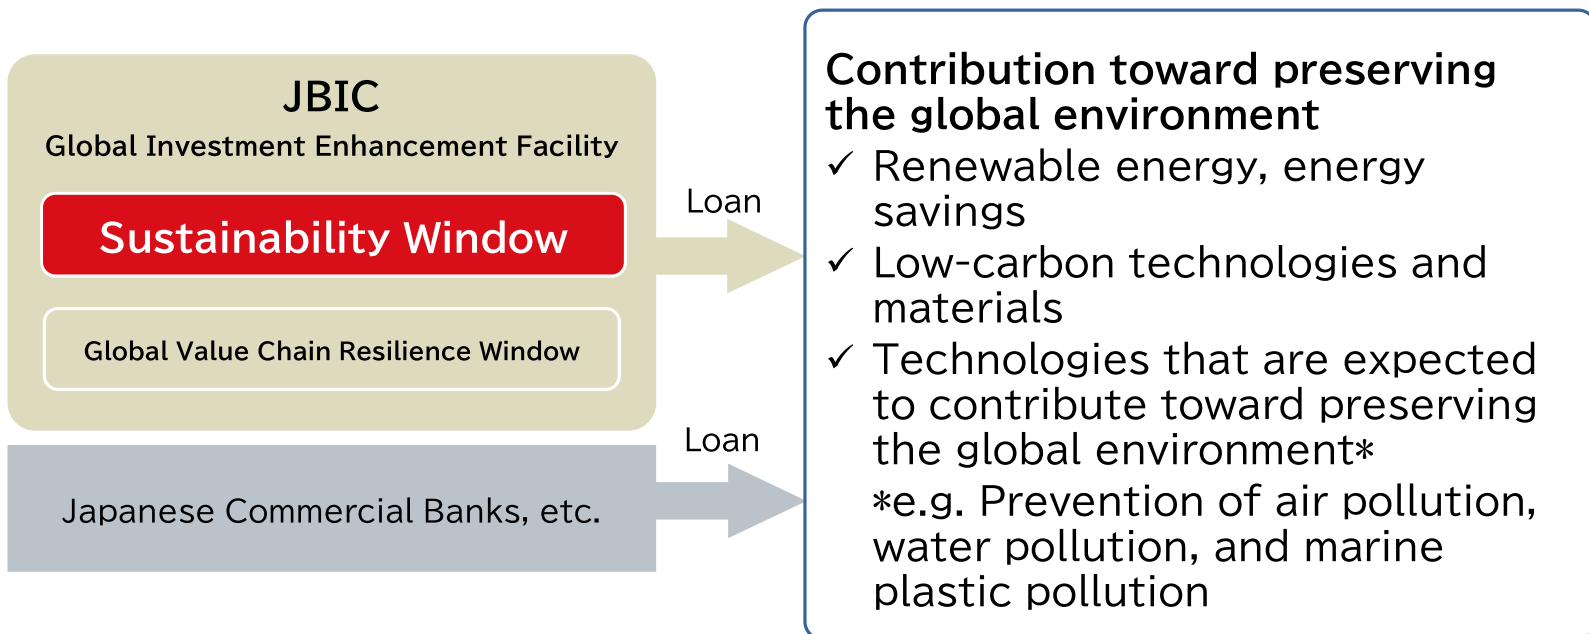 JBIC
Global Investment Enhancement Facility
Sustainability Window
Global Value Chain Resilience Window
Japanese Commercial Banks, etc.
Loan
Loan
Contribution toward preserving
the global environment
✓ Renewable energy, energy
savings
✓ Low-carbon technologies and
materials
✓ Technologies that are expected
to contribute toward preserving
the global environment*
*e.g. Prevention of air pollution,
water pollution, and marine
plastic pollution